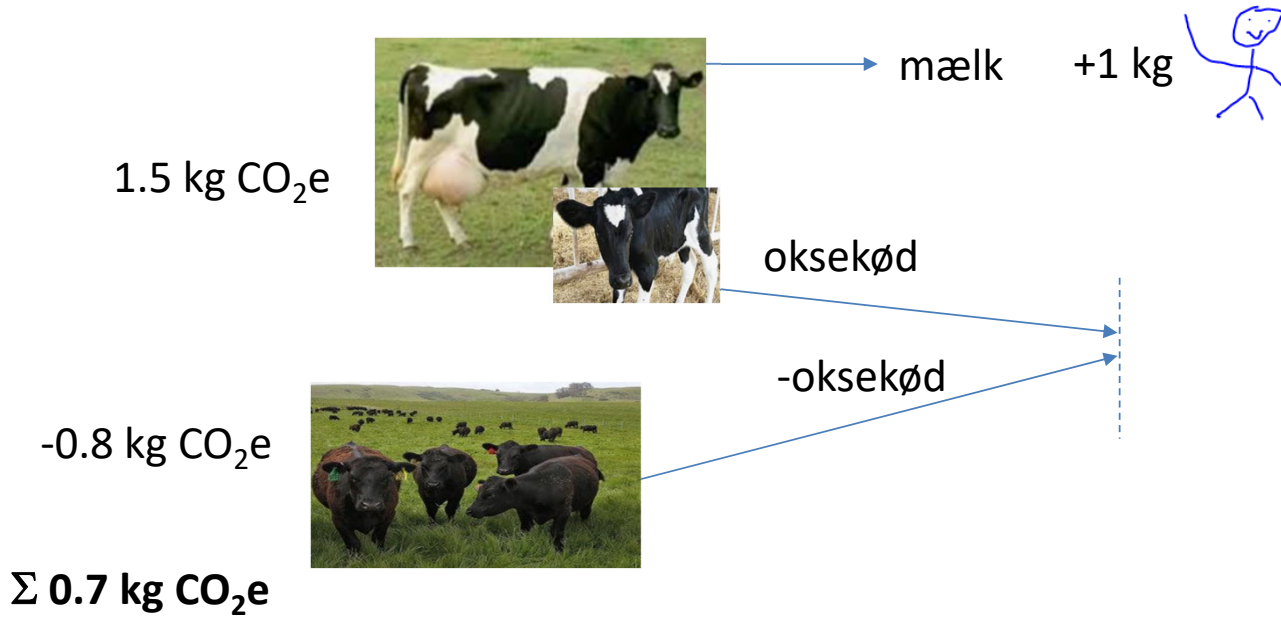 mælk +1 kg
1.5 kg CO₂e
oksekød
-oksekød
-0.8 kg CO₂e
Σ 0.7 kg CO₂e